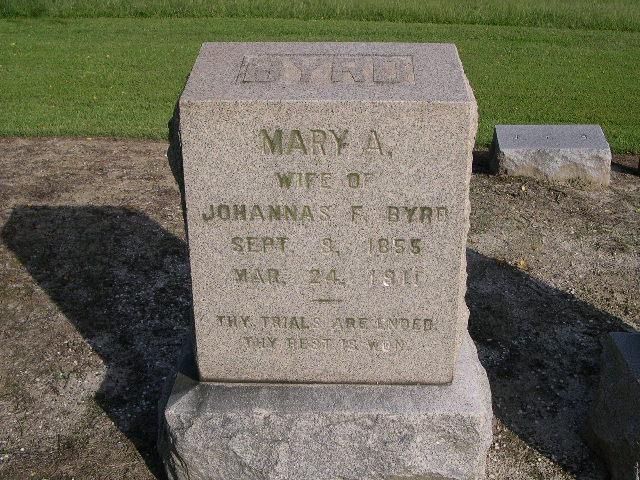 BYRD
MARY A.
WIFE OF
JOHANNAS F. BYRD
SEPT. 3, 1855
MAR. 24, 1911
THY TRIALS ARE ENDED.
THY REST IS WON.